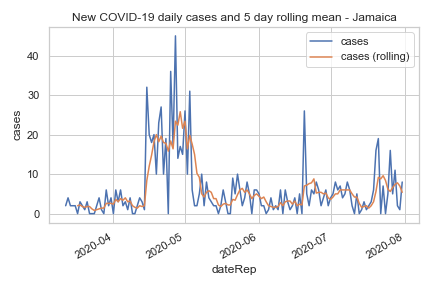 New COVID-19 daily cases and 5 day rolling mean - Jamaica
cases
cases (rolling)
40
30
20
10
0
cases
2020-04
2020-05
2020-06
2020-07
2020-08
dateRep